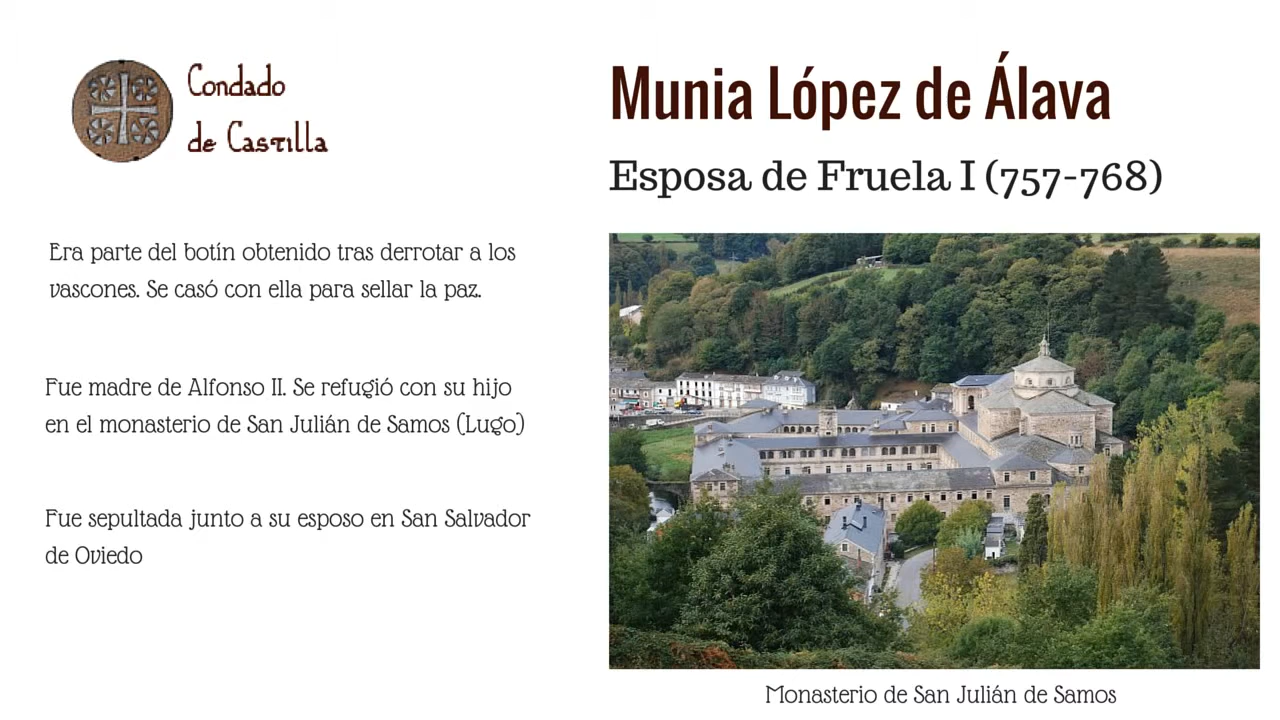 Condado
de Castilla
Munia López de Álava
Esposa de Fruela I (757-768)
Era parte del botín obtenido tras derrotar a los
vascones. Se casó con ella para sellar la paz.
Fue madre de Alfonso II. Se refugió con su hijo
en el monasterio de San Julián de Samos (Lugo)
Fue sepultada junto a su esposo en San Salvador
de Oviedo
Monasterio de San Julián de Samos